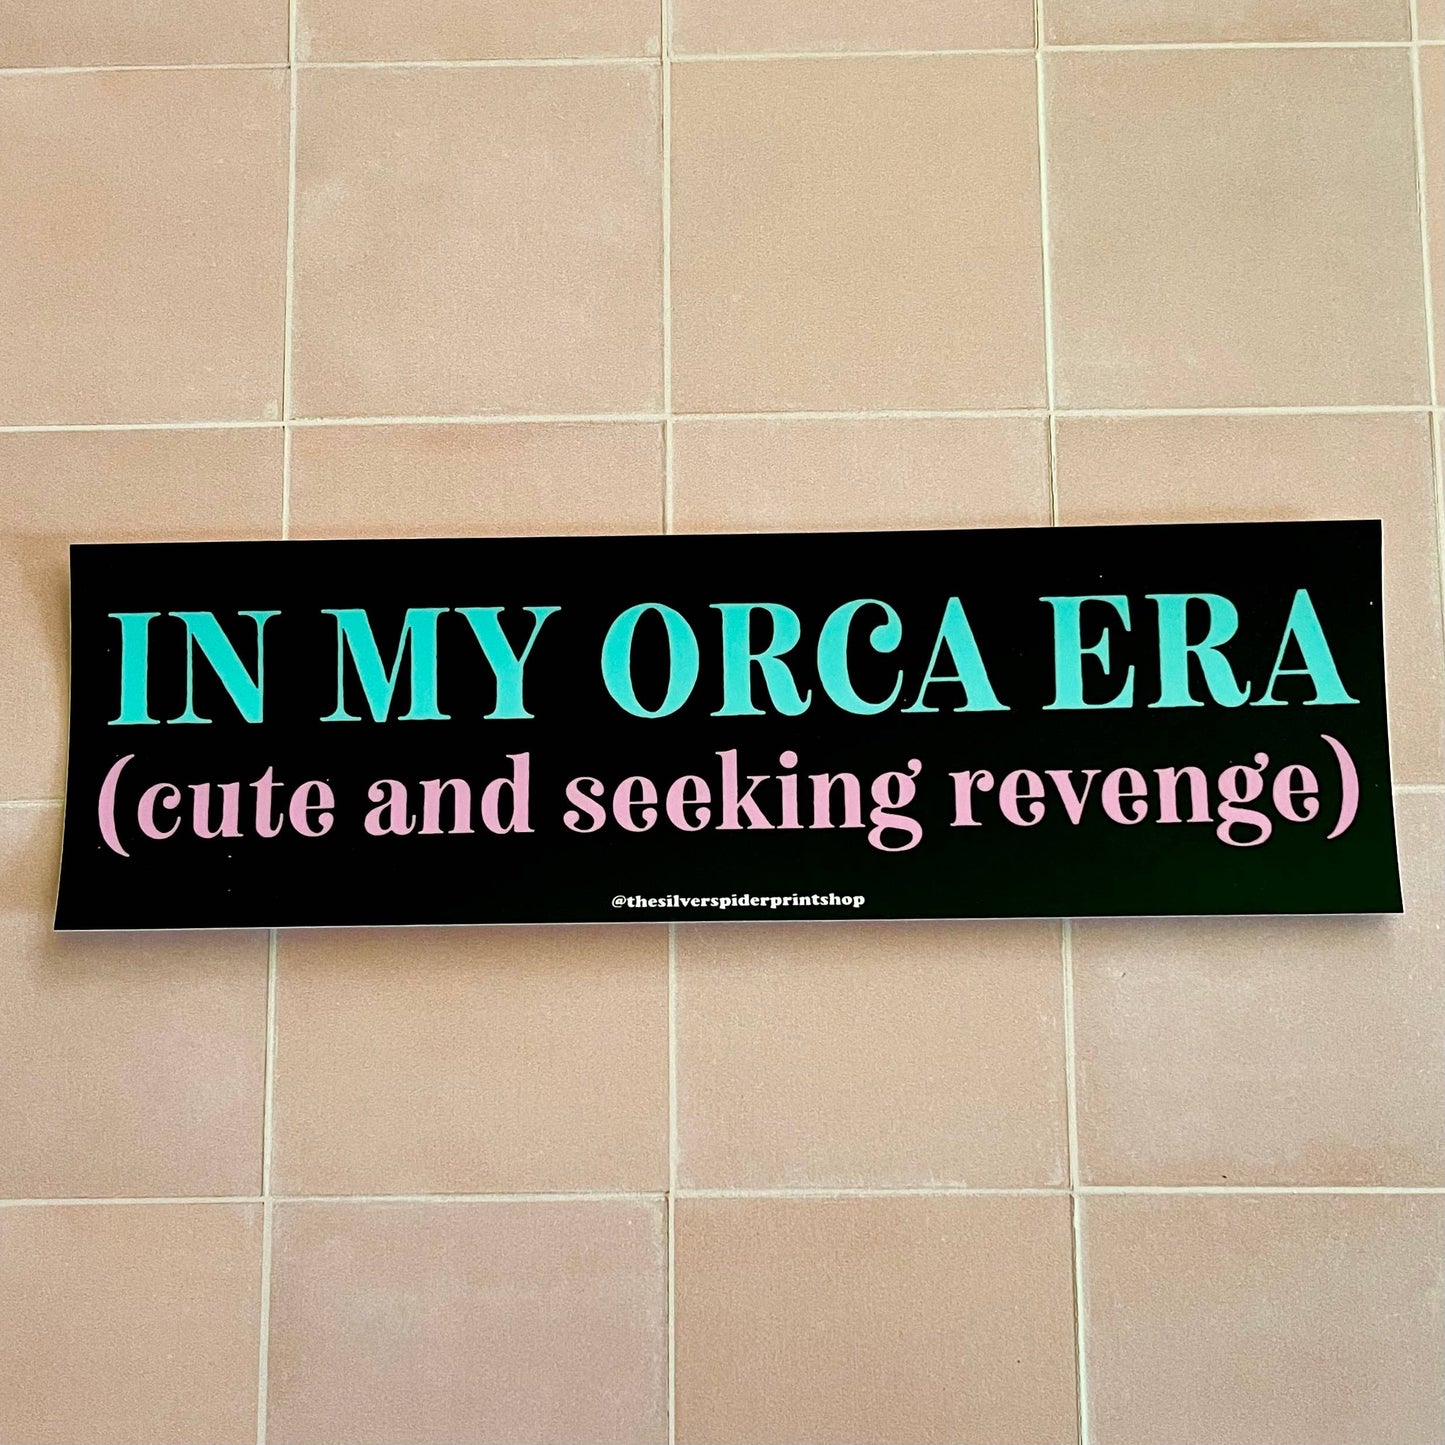 IN MY ORCA ERA
(cute and seeking revenge)
@thesilverspiderprintshop